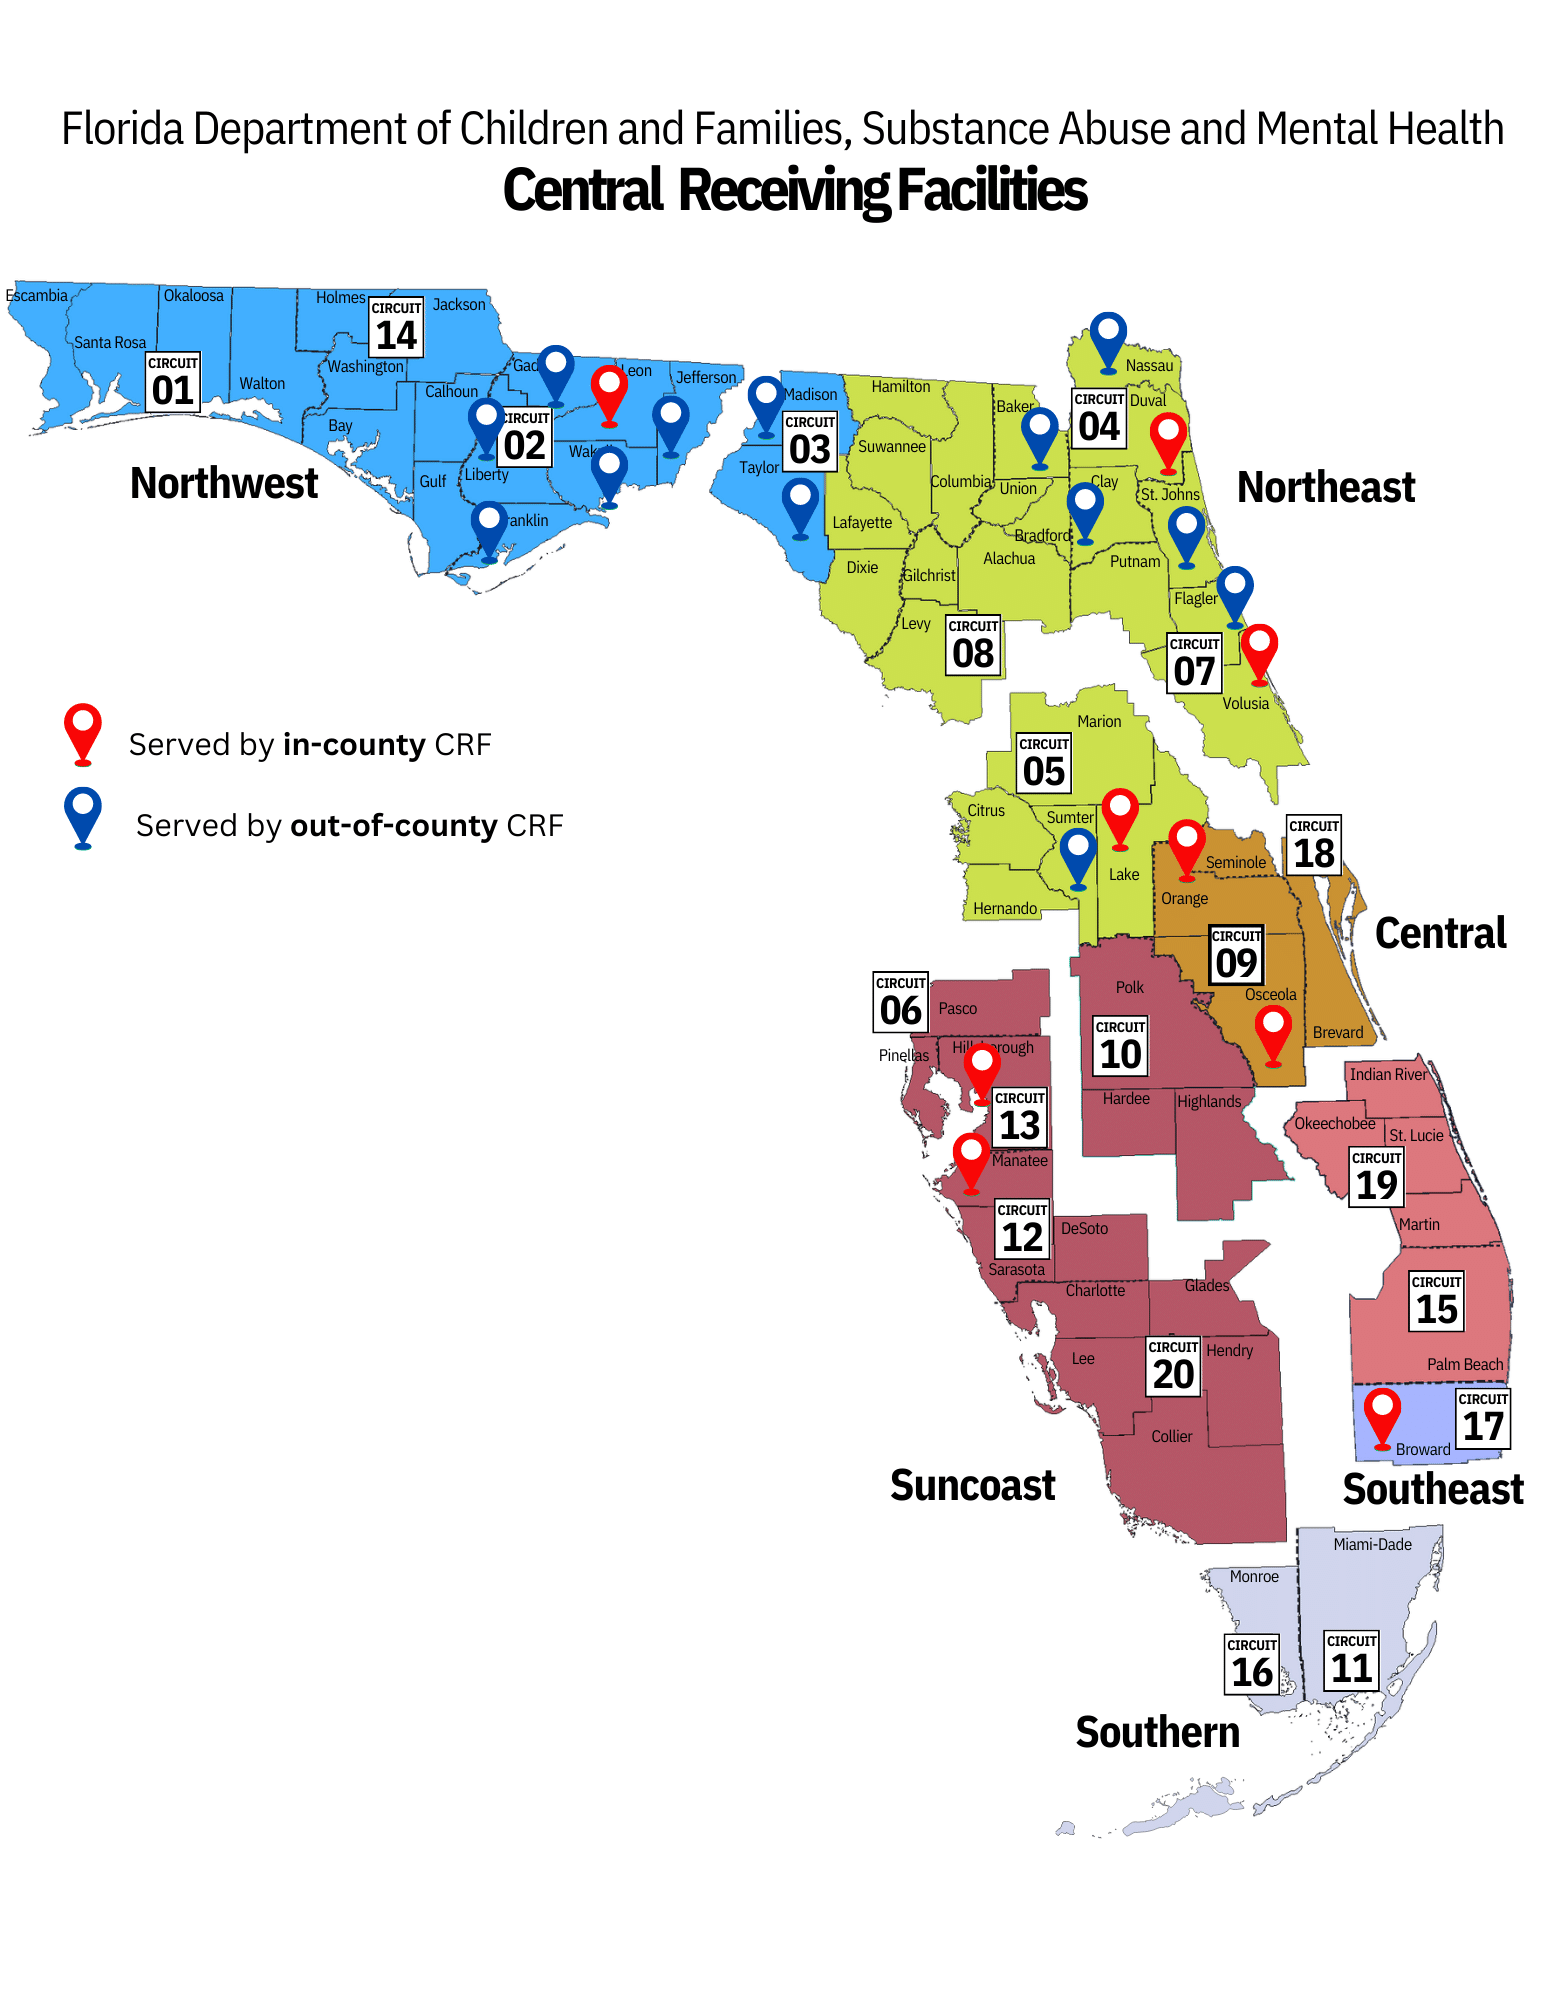 Florida Department of Children and Families, Substance Abuse and Mental Health
Central Receiving Facilities
Escambia
Okaloosa
Holmes
CIRCUIT
14
Jackson
Santa Rosa
CIRCUIT
01
Walton
Washington
Calhoun
Bay
Gulf
Northwest
Leon
Jefferson
CIRCUIT
02
Liberty
Madison
CIRCUIT
03
Taylor
Hamilton
Suwannee
Columbia
Lafayette
Dixie
Gilchrist
Levy
Baker
Union
Bradford
Alachua
CIRCUIT
08
Nassau
CIRCUIT
04
Duval
Clay
St. Johns
Putnam
Flagler
CIRCUIT
07
Volusia
Northeast
Served by in-county CRF
Served by out-of-county CRF
Marion
CIRCUIT
05
Citrus
Sumter
Lake
Hernando
CIRCUIT
18
Seminole
Orange
CIRCUIT
09
Osceola
Brevard
Central
CIRCUIT
06
Pasco
Pinellas
CIRCUIT
13
Manatee
CIRCUIT
12
Sarasota
Polk
CIRCUIT
10
Hardee
Highlands
DeSoto
Charlotte
Glades
Lee
CIRCUIT
20
Hendry
Collier
Suncoast
Indian River
Okeechobee
St. Lucie
CIRCUIT
19
Martin
CIRCUIT
15
Palm Beach
CIRCUIT
17
Broward
Southeast
Miami-Dade
Monroe
CIRCUIT
16
CIRCUIT
11
Southern